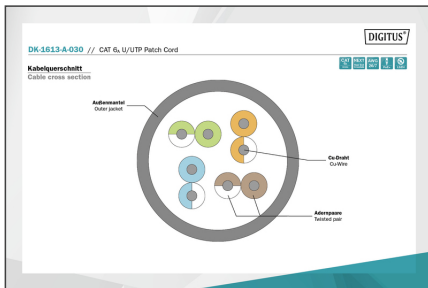 DIGITUS®
DK-1613-A-030 // CAT 6A U/UTP Patch Cord
Kabelquerschnitt
Cable cross section
Außenmantel
Outer jacket
Cu-Draht
Cu-Wire
Adernpaare
Twisted pair